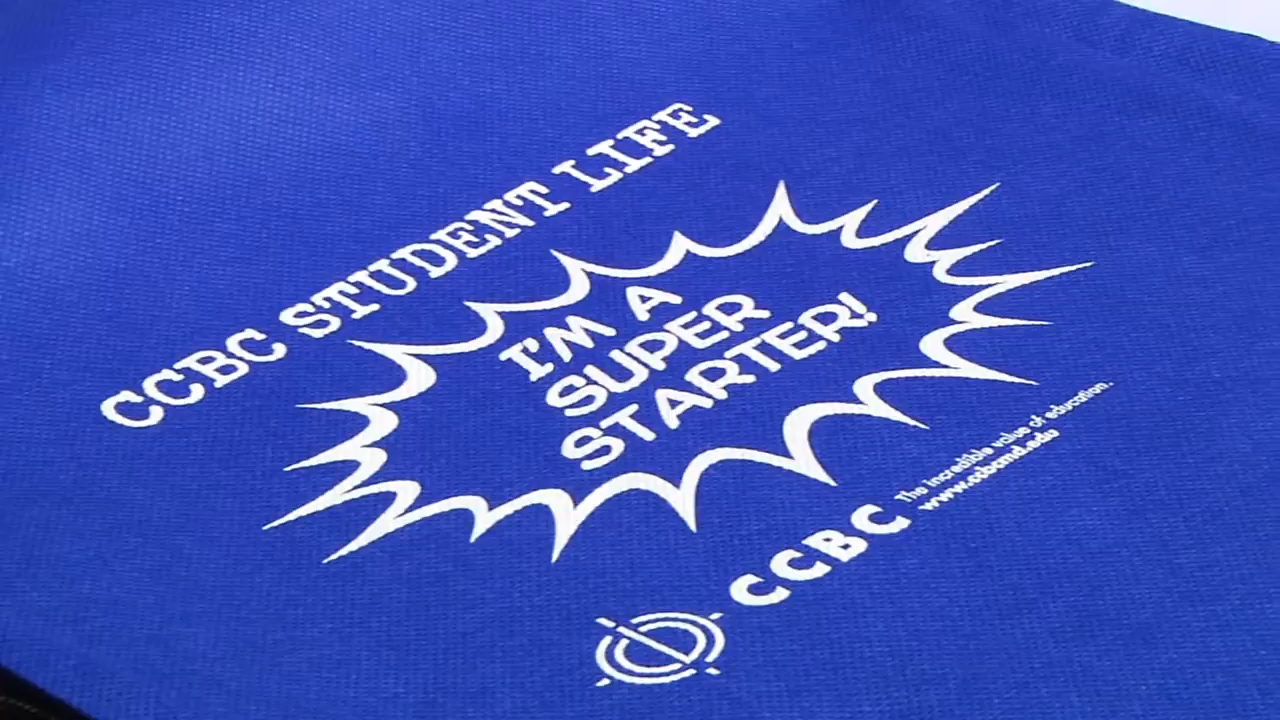 CCBC STUDENT LIFE
I'M A
SUPER
STARTER!
CCBC
The incredible value of education.
www.ccbcmd.edu